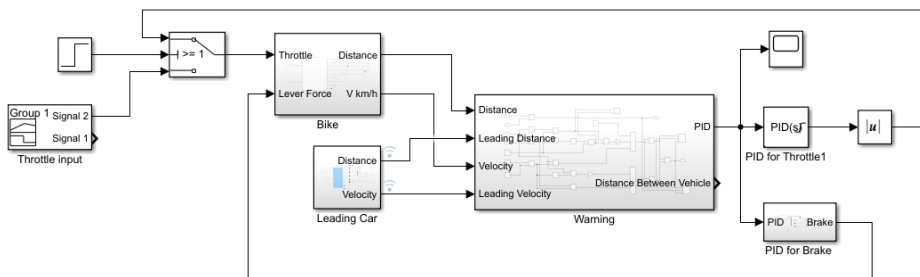 >= 1
Group 1
Signal 2
Signal 1
Throttle input
Throttle
Distance
Lever Force
V km/h
Bike
Distance
Velocity
Leading Car
Distance
Leading Distance
Velocity
Leading Velocity
PID
Distance Between Vehicle
Warning
PID(s)
PID for Throttle1
|u|
PID
Brake
PID for Brake